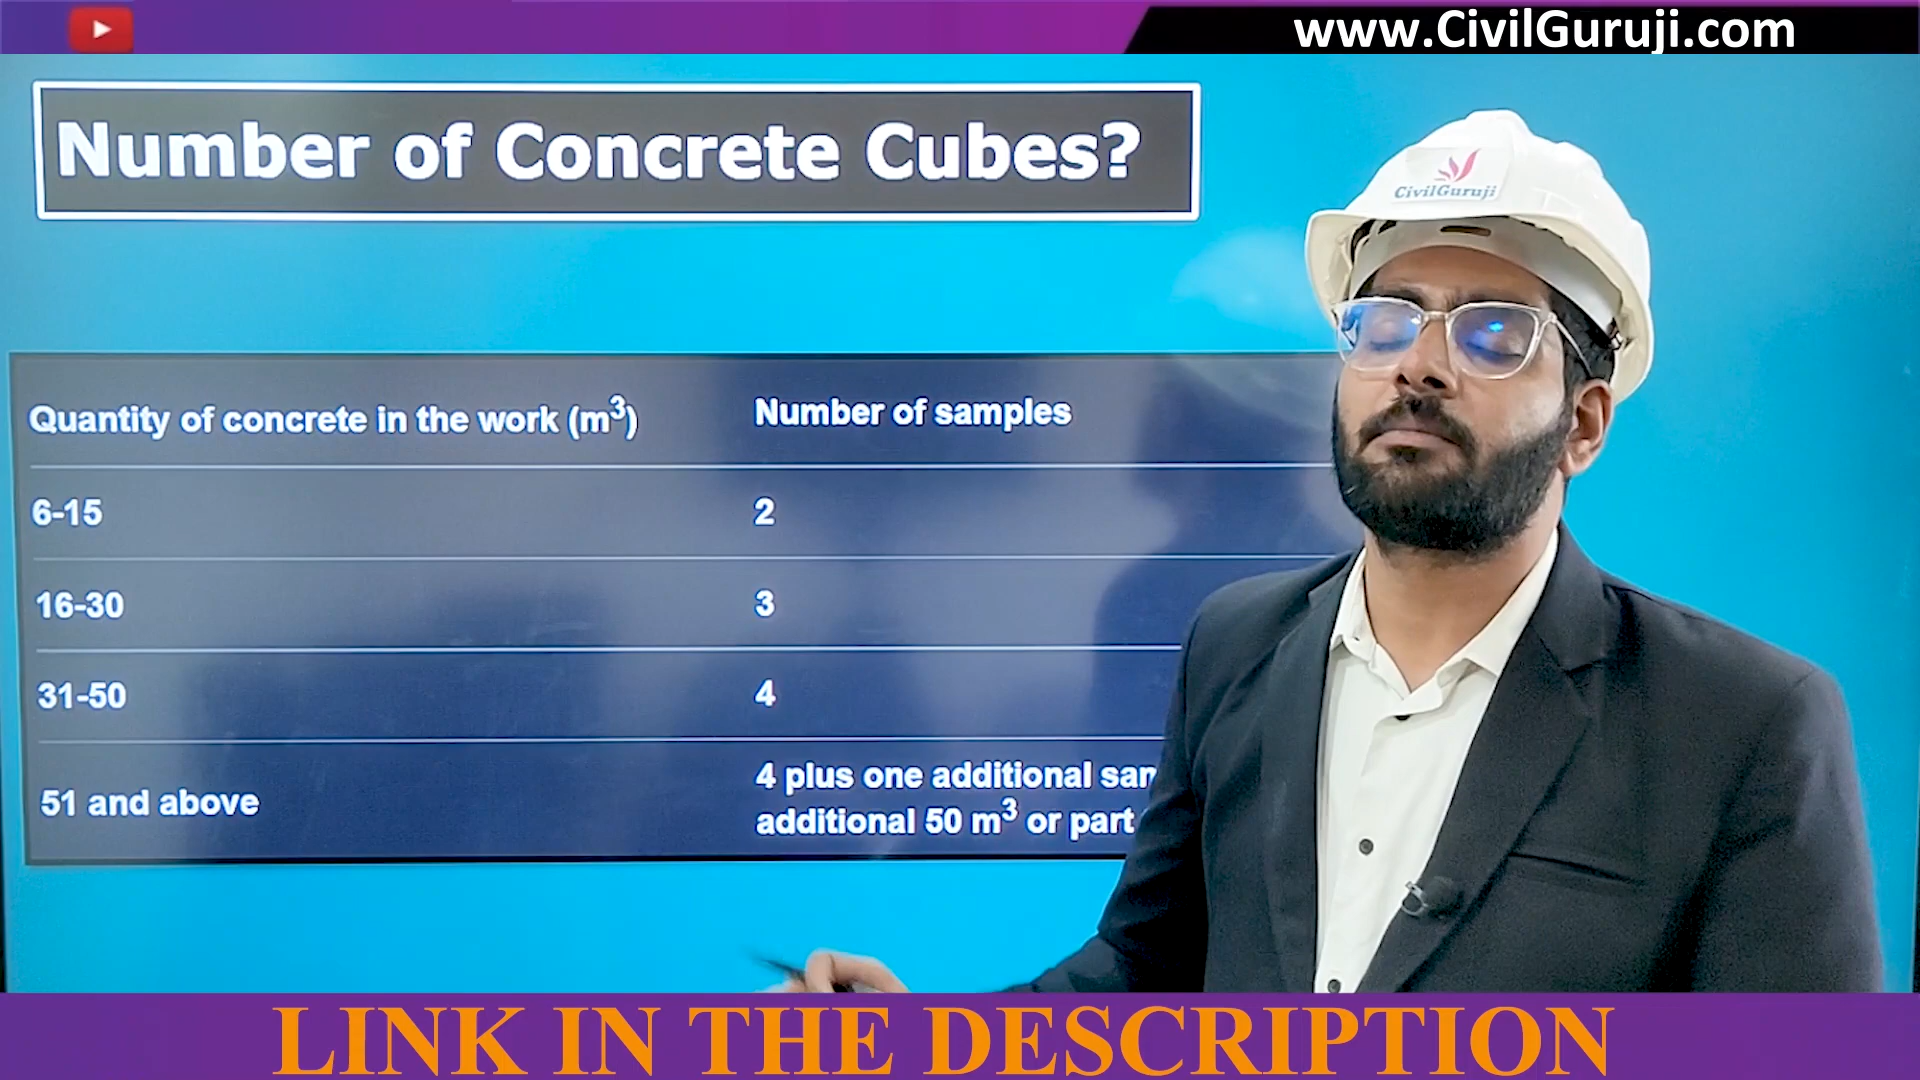 www.CivilGuruji.com
Number of Concrete Cubes?
CivilGuruji
Quantity of concrete in the work (m³) Number of samples
6-15 2
16-30 3
31-50 4
51 and above 4 plus one additional
additional 50 m³ or part
LINK IN THE DESCRIPTION